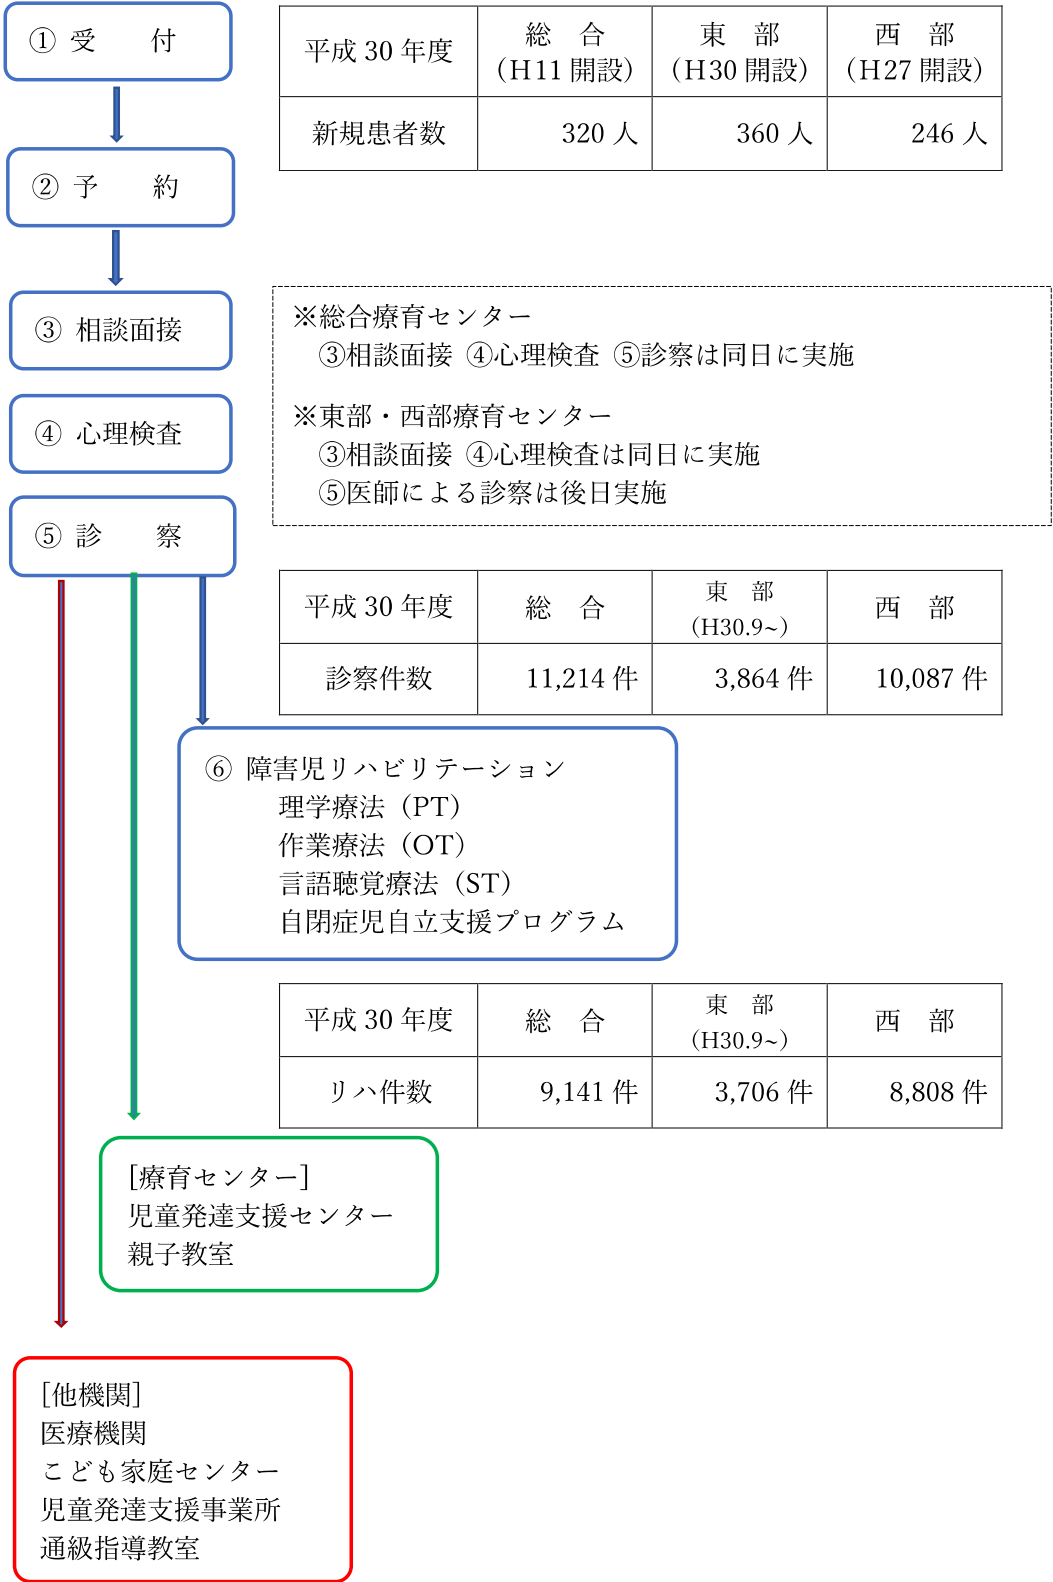 ① 受　付
平成 30 年度 総　合 東　部 西　部
（H11 開設） （H30 開設） （H27 開設）
新規患者数 320 人 360 人 246 人
② 予　約
③ 相談面接
※総合療育センター
③相談面接 ④心理検査 ⑤診察は同日に実施
※東部・西部療育センター
③相談面接 ④心理検査は同日に実施
⑤医師による診察は後日実施
④ 心理検査
⑤ 診　察
平成 30 年度 総　合 東　部 西　部
（H30.9~）
診察件数 11,214 件 3,864 件 10,087 件
⑥ 障害児リハビリテーション
理学療法（PT）
作業療法（OT）
言語聴覚療法（ST）
自閉症児自立支援プログラム
平成 30 年度 総　合 東　部 西　部
（H30.9~）
リハ件数 9,141 件 3,706 件 8,808 件
[療育センター]
児童発達支援センター
親子教室
[他機関]
医療機関
こども家庭センター
児童発達支援事業所
通級指導教室